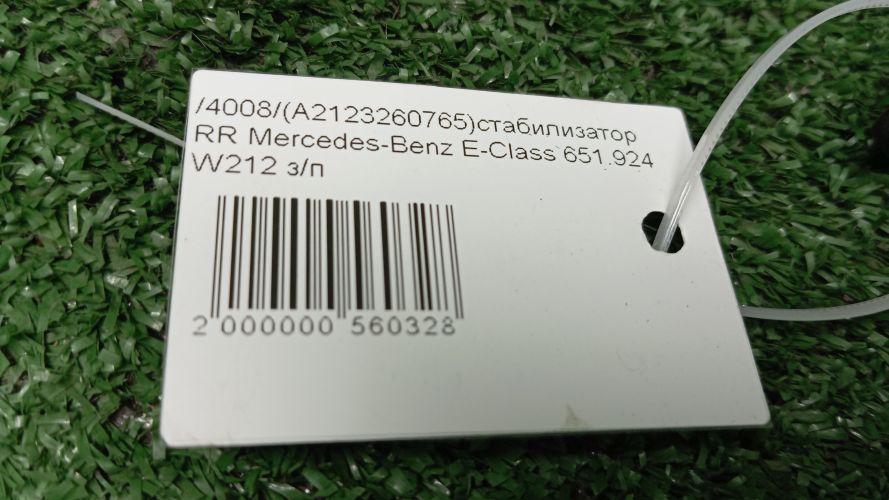 /4008/(A2123260765)стабилизатор
RR Mercedes-Benz E-Class 651.924
W212 з/п
2 000000 560328